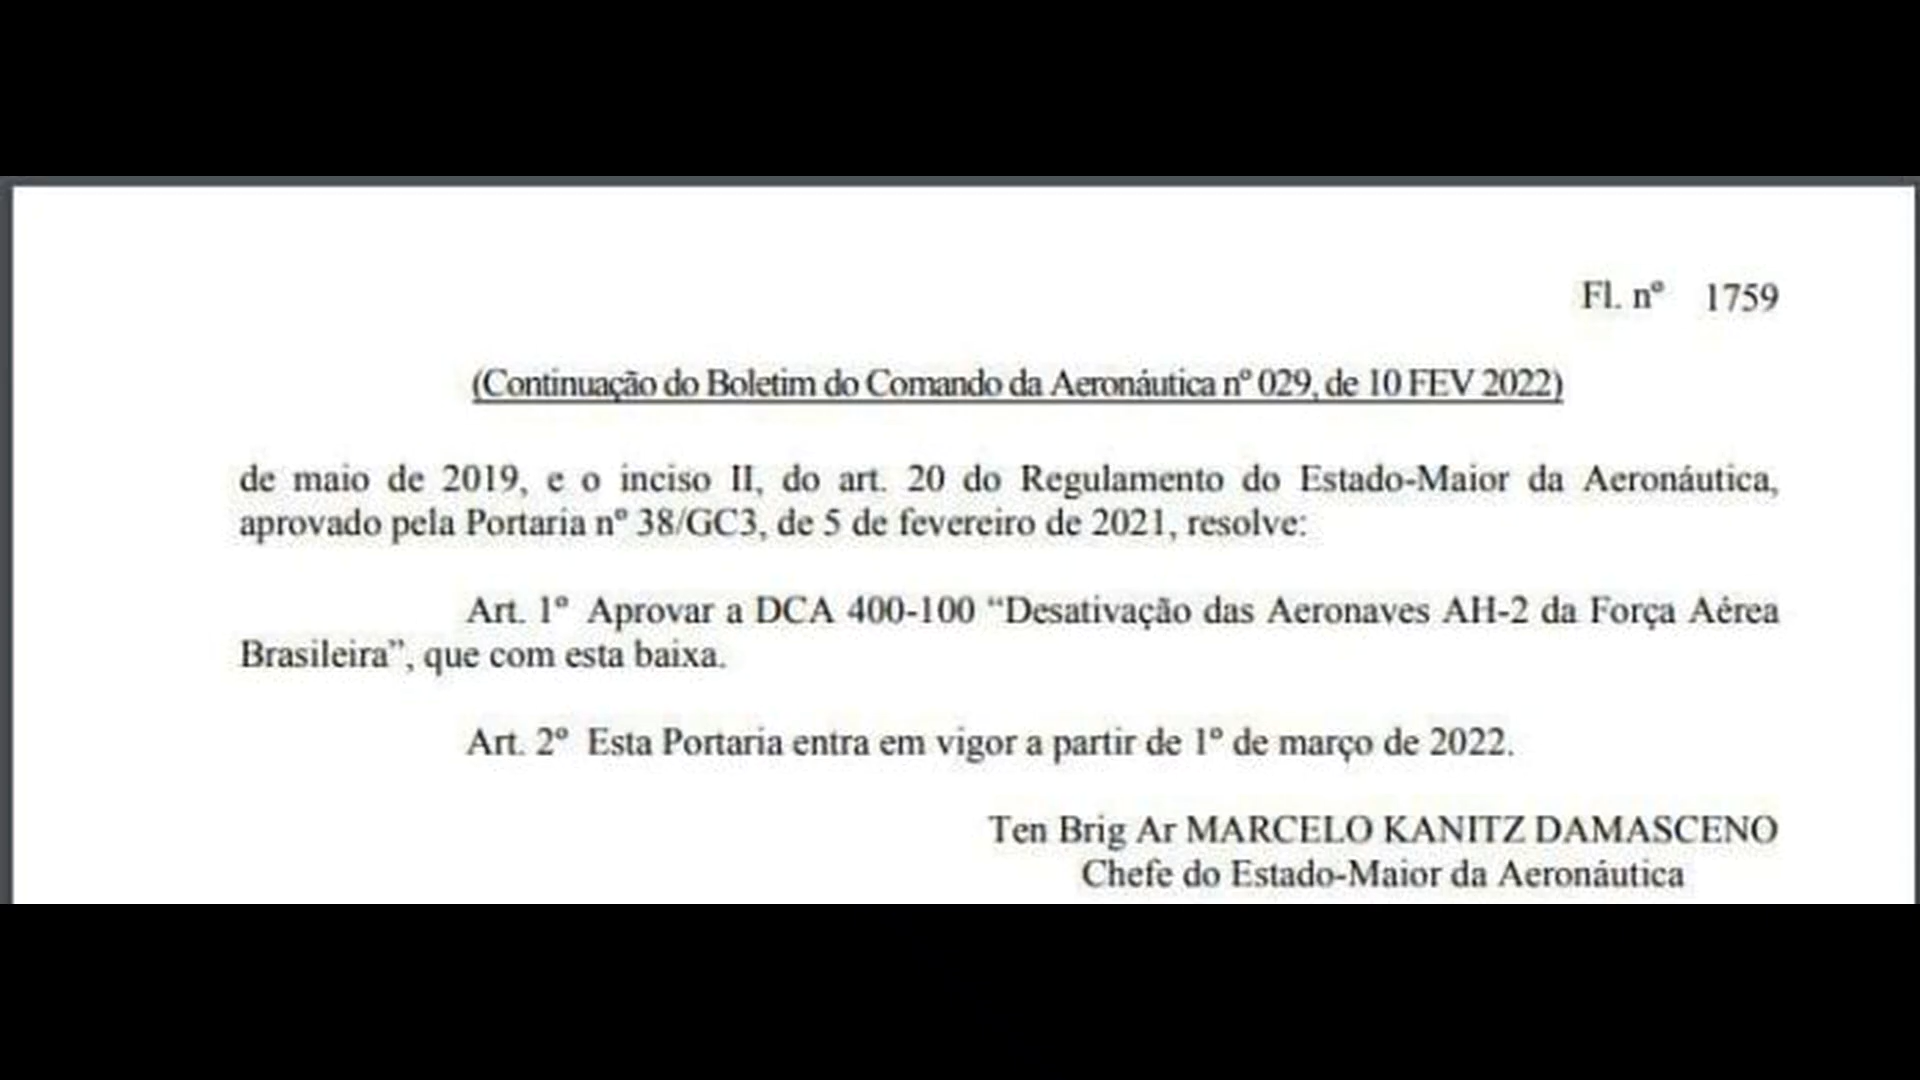 Fl. nº 1759
(Continuação do Boletim do Comando da Aeronáutica nº 029, de 10 FEV 2022)
de maio de 2019, e o inciso II, do art. 20 do Regulamento do Estado-Maior da Aeronáutica,
aprovado pela Portaria nº 38/GC3, de 5 de fevereiro de 2021, resolve:
Art. 1º Aprovar a DCA 400-100 “Desativação das Aeronaves AH-2 da Força Aérea
Brasileira”, que com esta baixa.
Art. 2º Esta Portaria entra em vigor a partir de 1º de março de 2022.
Ten Brig Ar MARCELO KANITZ DAMASCENO
Chefe do Estado-Maior da Aeronáutica